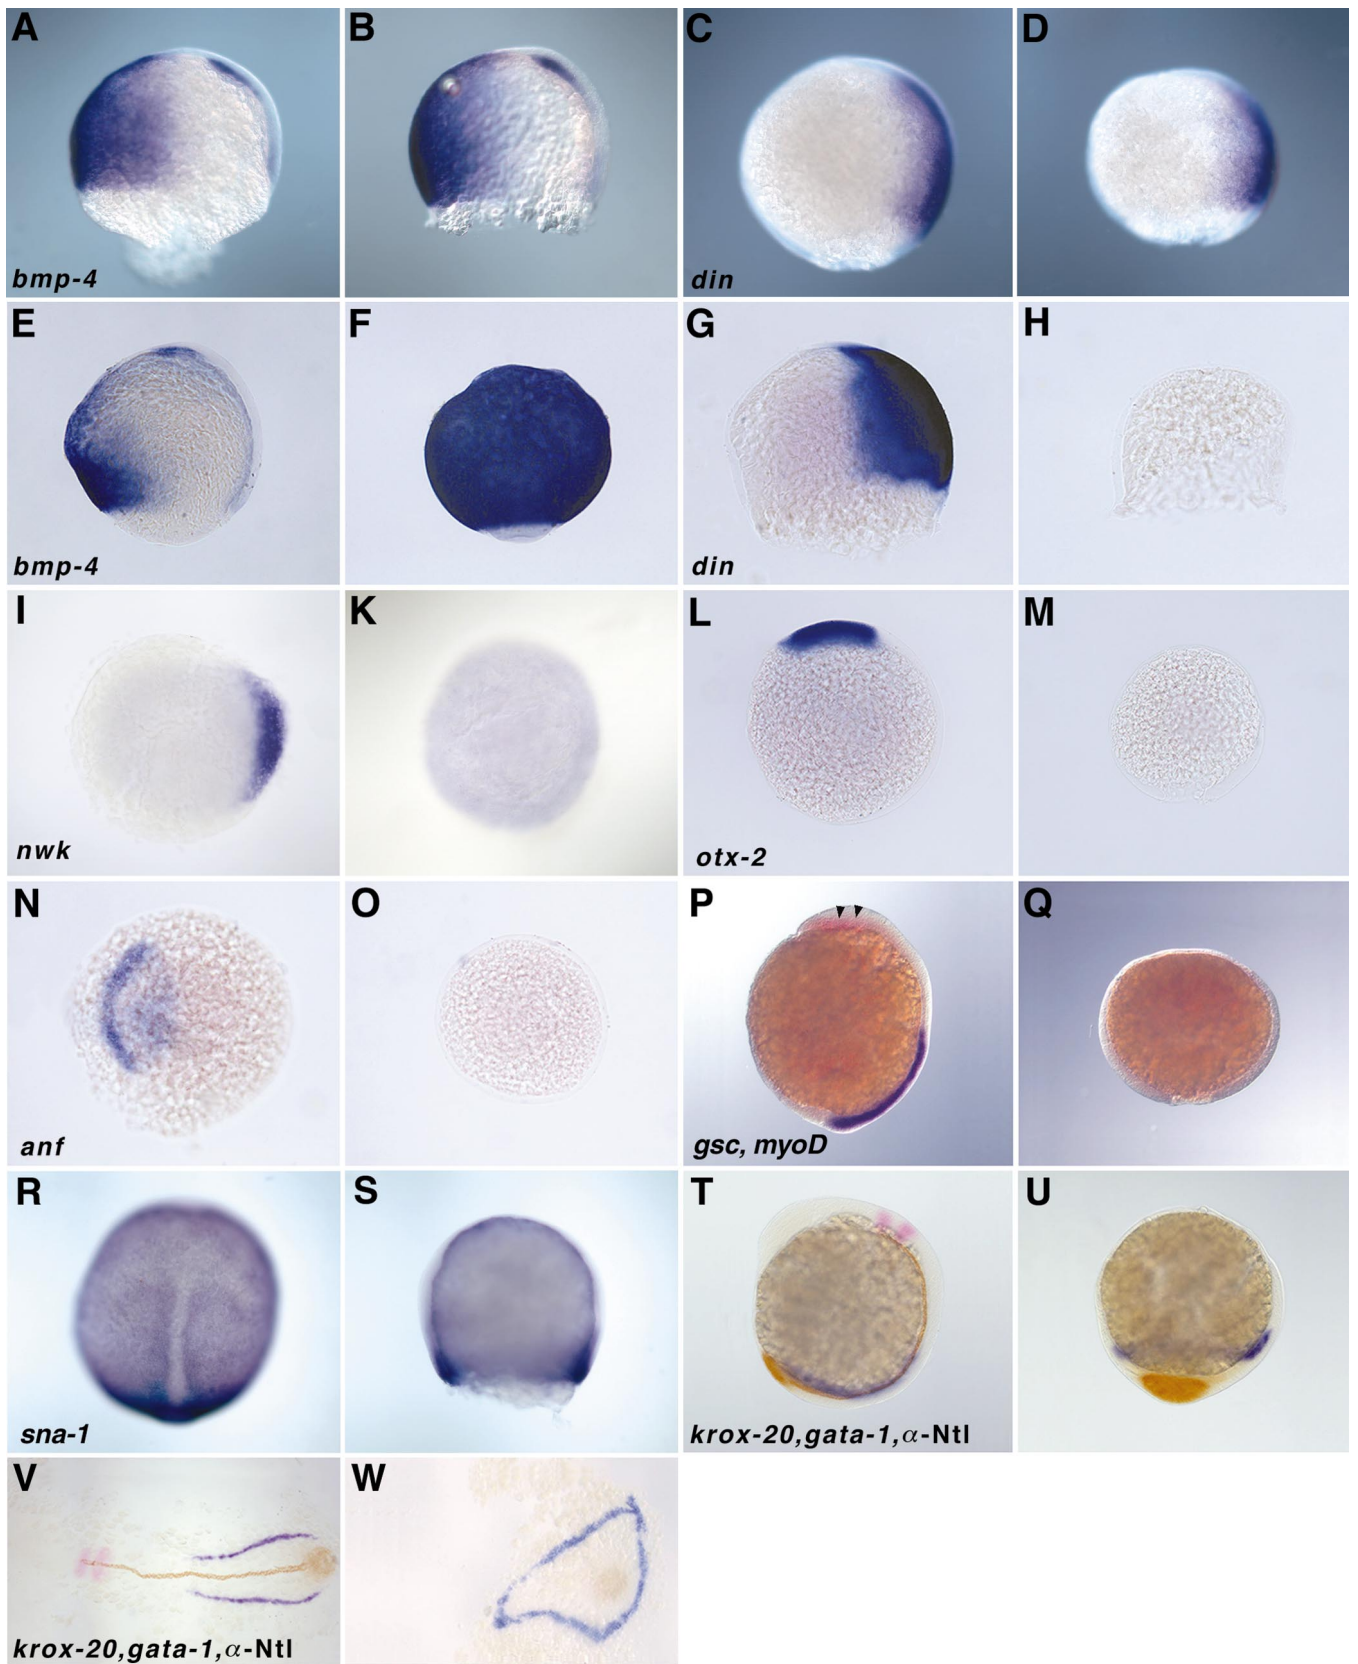 A B C D
bmp-4 din
E F G H
bmp-4 din
I K L M
nwk otx-2
N O P Q
anf gsc, myoD
R S T U
sna-1 krox-20,gata-1,α-Ntl
V W
krox-20,gata-1,α-Ntl